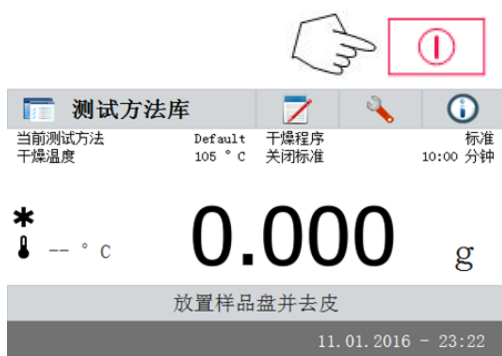 测试方法库
当前测试方法 Default 干燥程序 标准
干燥温度 105 °C 关闭标准 10:00 分钟
-- °C 0.000 g
放置样品盘并去皮
11.01.2016 - 23:22